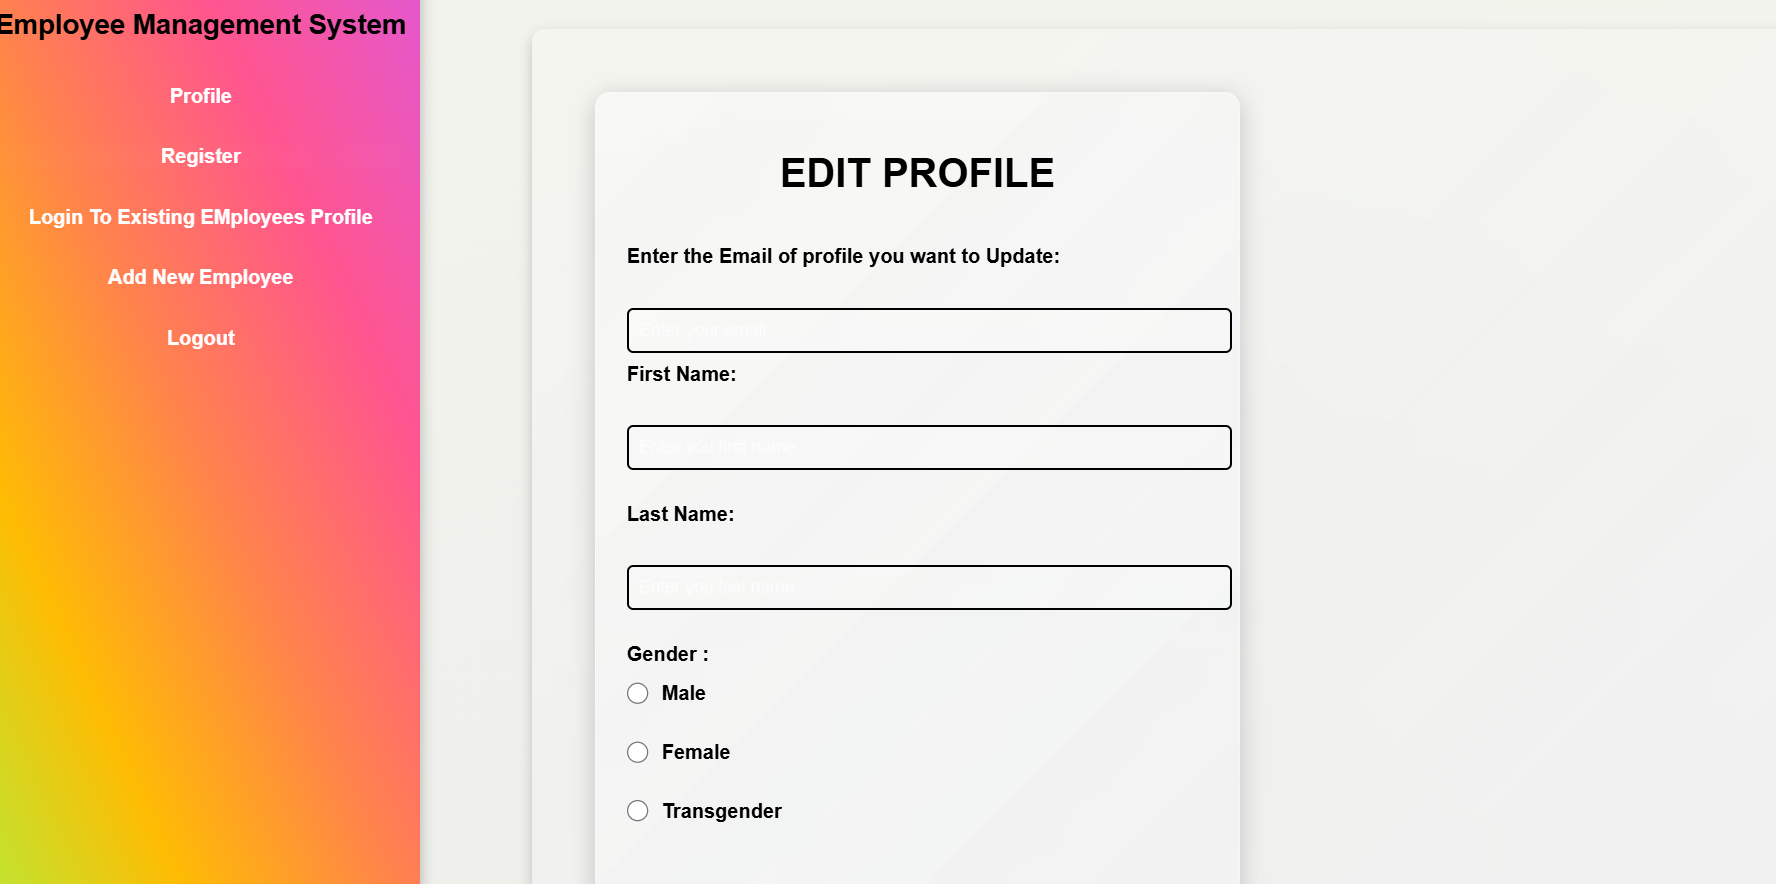 Employee Management System
Profile
Register
Login To Existing EMployees Profile
Add New Employee
Logout
EDIT PROFILE
Enter the Email of profile you want to Update:
Enter your email
First Name:
Enter you first name
Last Name:
Enter you last name
Gender :
Male
Female
Transgender